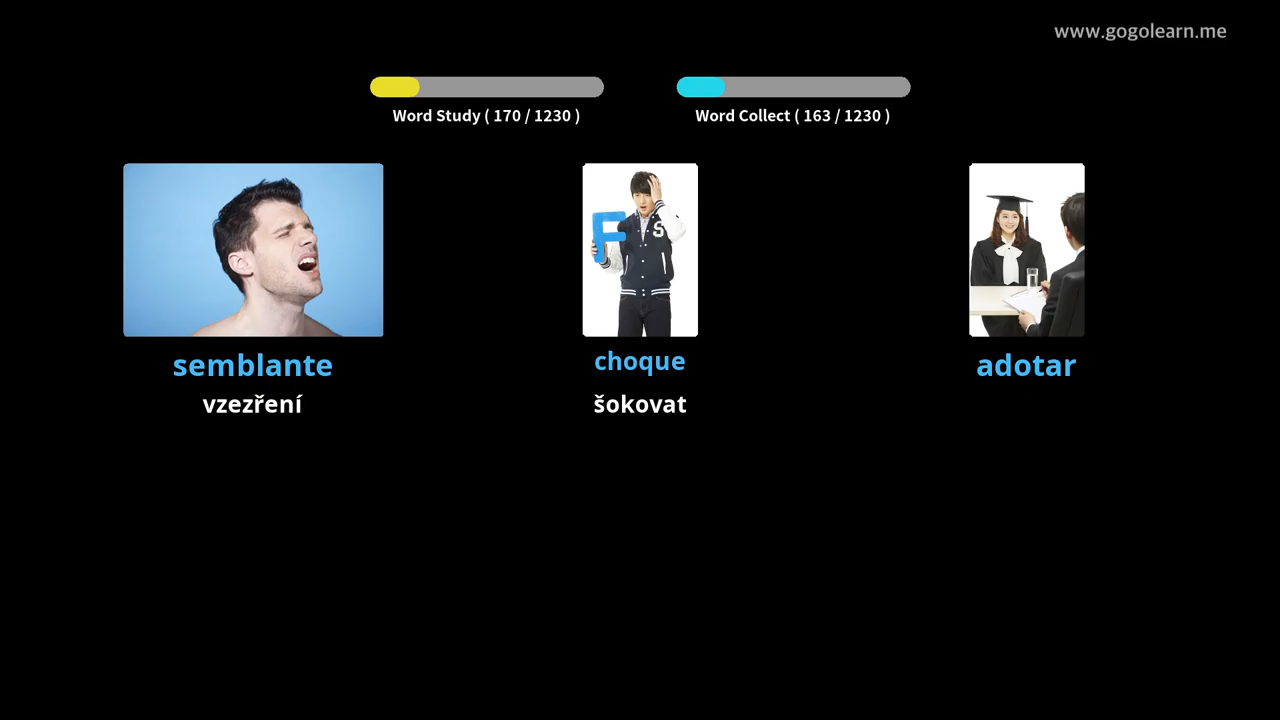 www.gogolearn.me
Word Study ( 170 / 1230 )
Word Collect ( 163 / 1230 )
F
S
semblante
choque
adotar
vzezření
šokovat